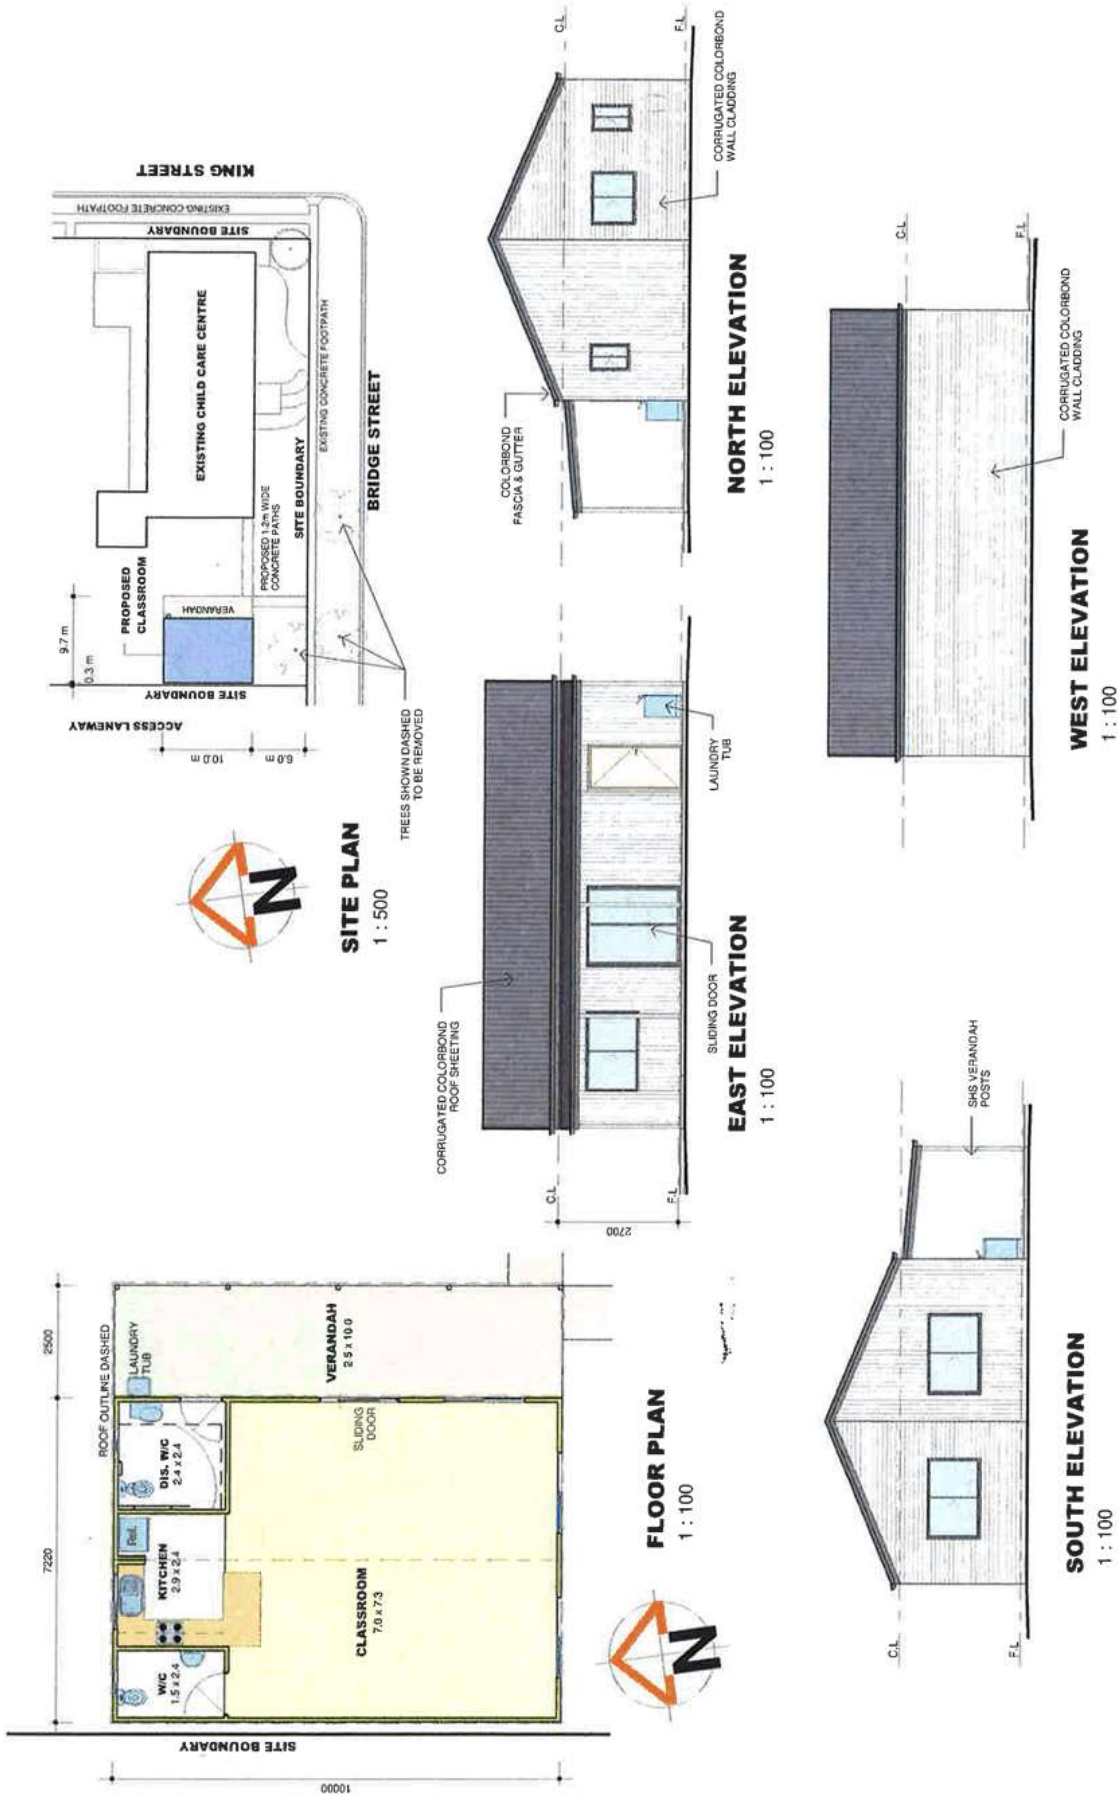 ROOF OUTLINE DASHED
LAUNDRY
TUB
7220
2500
10000
SITE BOUNDARY
W/C
1.5 x 2.4
KITCHEN
2.9 x 2.4
Ref.
DIS. W/C
2.4 x 2.4
CLASSROOM
7.0 x 7.3
SLIDING
DOOR
VERANDAH
2.5 x 10.0
N
FLOOR PLAN
1 : 100
N
SITE PLAN
1 : 500
ACCESS LANEWAY
SITE BOUNDARY
9.7 m
0.3 m
10.0 m
6.0 m
PROPOSED
CLASSROOM
VERANDAH
PROPOSED 1.2m WIDE
CONCRETE PATHS
EXISTING CHILD CARE CENTRE
SITE BOUNDARY
EXISTING CONCRETE FOOTPATH
KING STREET
SITE BOUNDARY
EXISTING CONCRETE FOOTPATH
BRIDGE STREET
TREES SHOWN DASHED
TO BE REMOVED
CORRUGATED COLORBOND
ROOF SHEETING
C.L
F.L
2700
SLIDING DOOR
LAUNDRY
TUB
EAST ELEVATION
1 : 100
COLORBOND
FASCIA & GUTTER
C.L
F.L
CORRUGATED COLORBOND
WALL CLADDING
NORTH ELEVATION
1 : 100
C.L
F.L
SHS VERANDAH
POSTS
SOUTH ELEVATION
1 : 100
C.L
F.L
CORRUGATED COLORBOND
WALL CLADDING
WEST ELEVATION
1 : 100